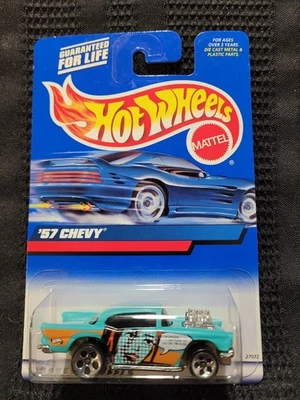 GUARANTEED
FOR LIFE
FOR AGES
OVER 3 YEARS.
DIE CAST METAL &
PLASTIC PARTS.
Hot Wheels
MATTEL
'57 CHEVY
27072